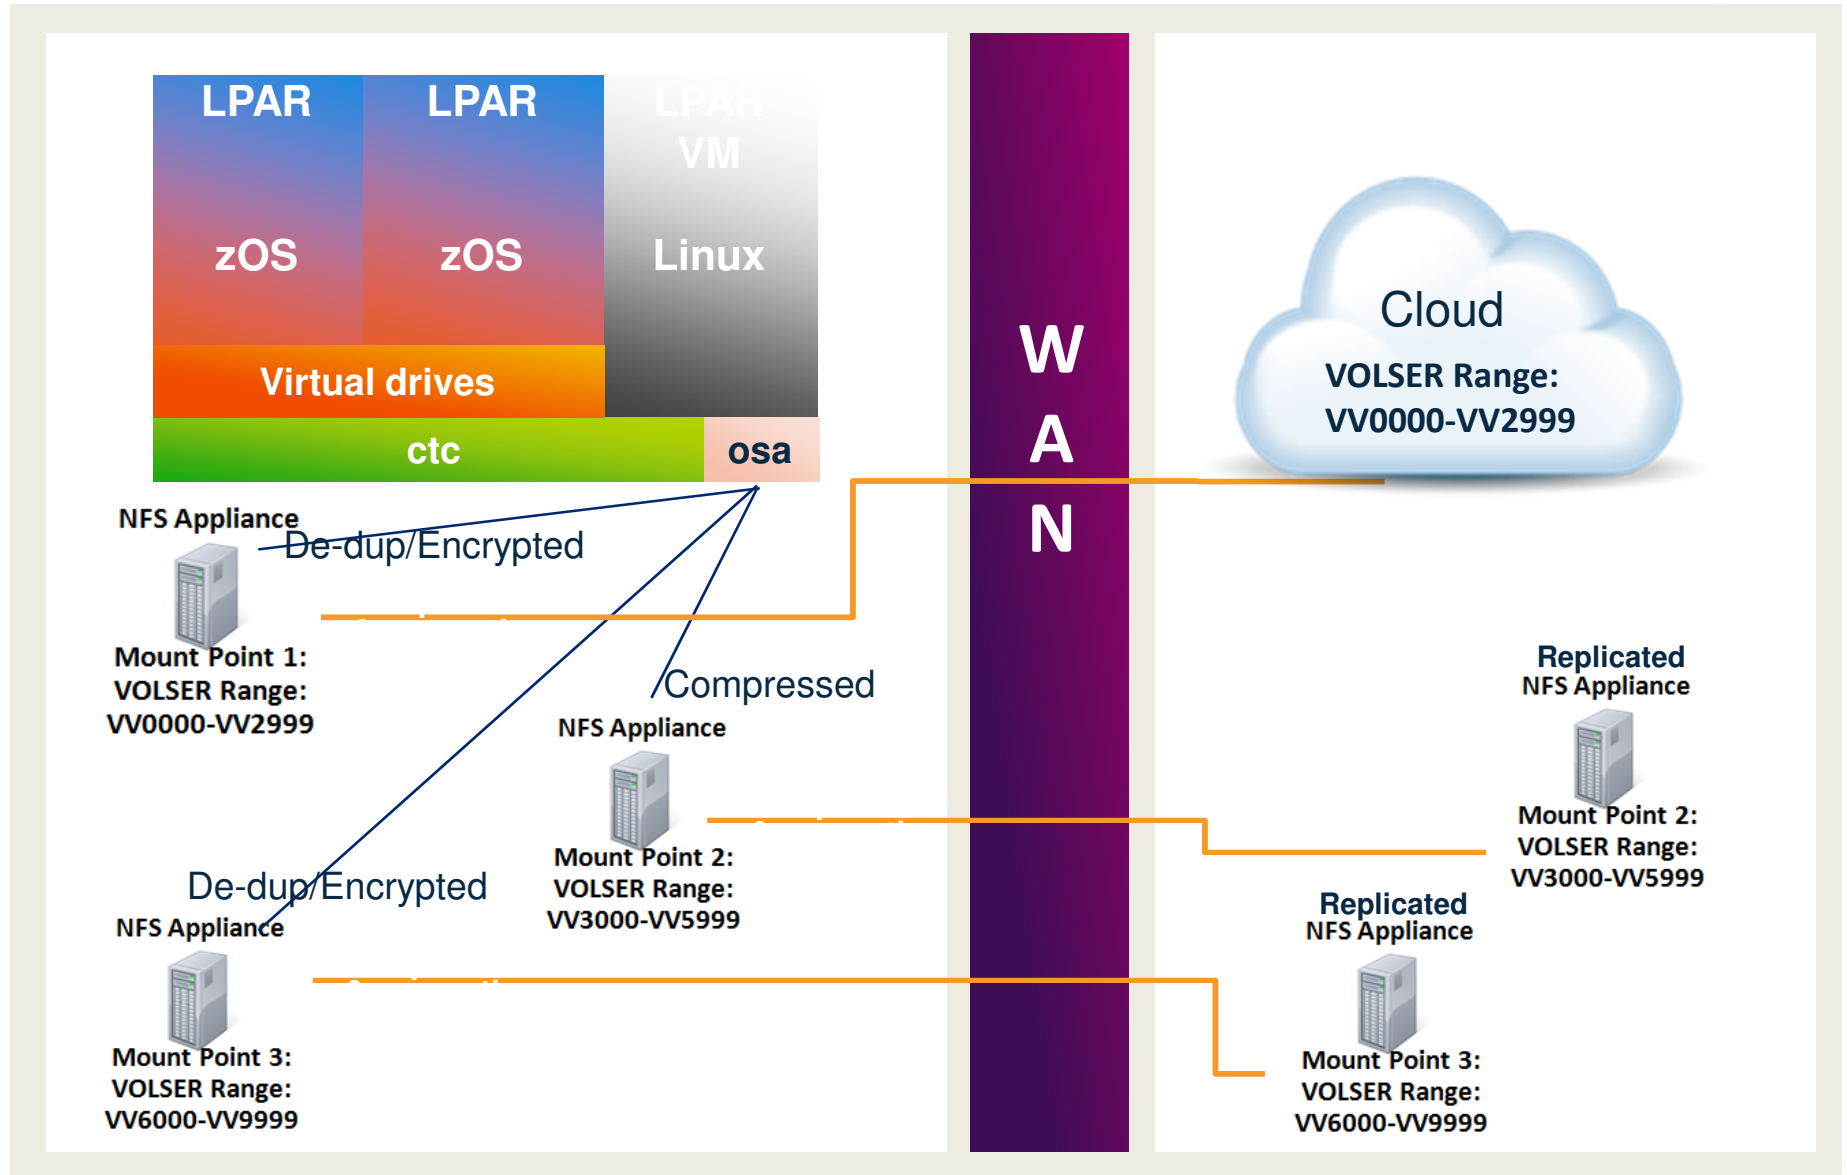 LPAR
LPAR
LPAR
VM
zOS
zOS
Linux
Virtual drives
ctc
osa
NFS Appliance
De-dup/Encrypted
Mount Point 1:
VOLSER Range:
VV0000-VV2999
Compressed
NFS Appliance
Mount Point 2:
VOLSER Range:
VV3000-VV5999
De-dup/Encrypted
NFS Appliance
Mount Point 3:
VOLSER Range:
VV6000-VV9999
W
A
N
Cloud
VOLSER Range:
VV0000-VV2999
Replicated
NFS Appliance
Mount Point 2:
VOLSER Range:
VV3000-VV5999
Replicated
NFS Appliance
Mount Point 3:
VOLSER Range:
VV6000-VV9999